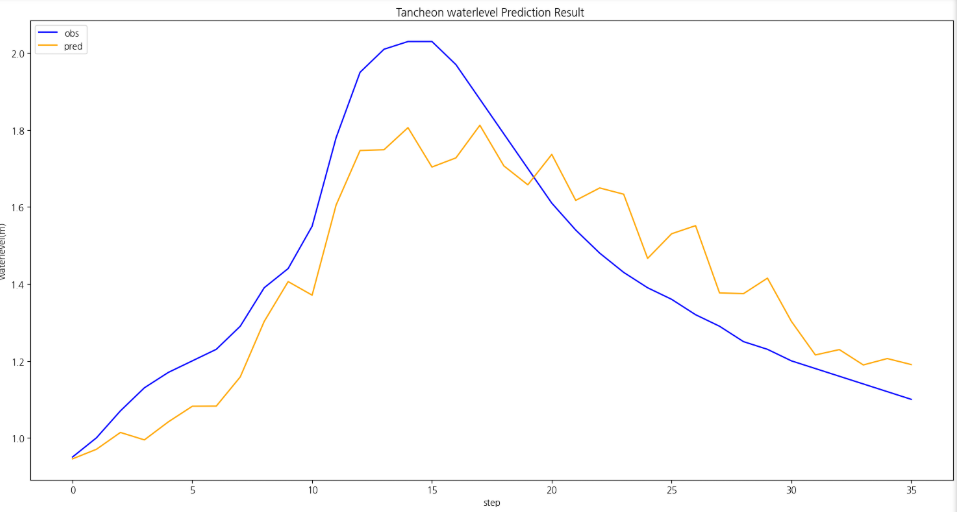 Tancheon waterlevel Prediction Result
obs
pred
2.0
1.8
1.6
1.4
1.2
1.0
waterlevel(m)
0 5 10 15 20 25 30 35
step